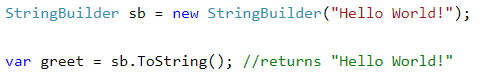 StringBuilder sb = new StringBuilder("Hello World!");
var greet = sb.ToString(); //returns "Hello World!"